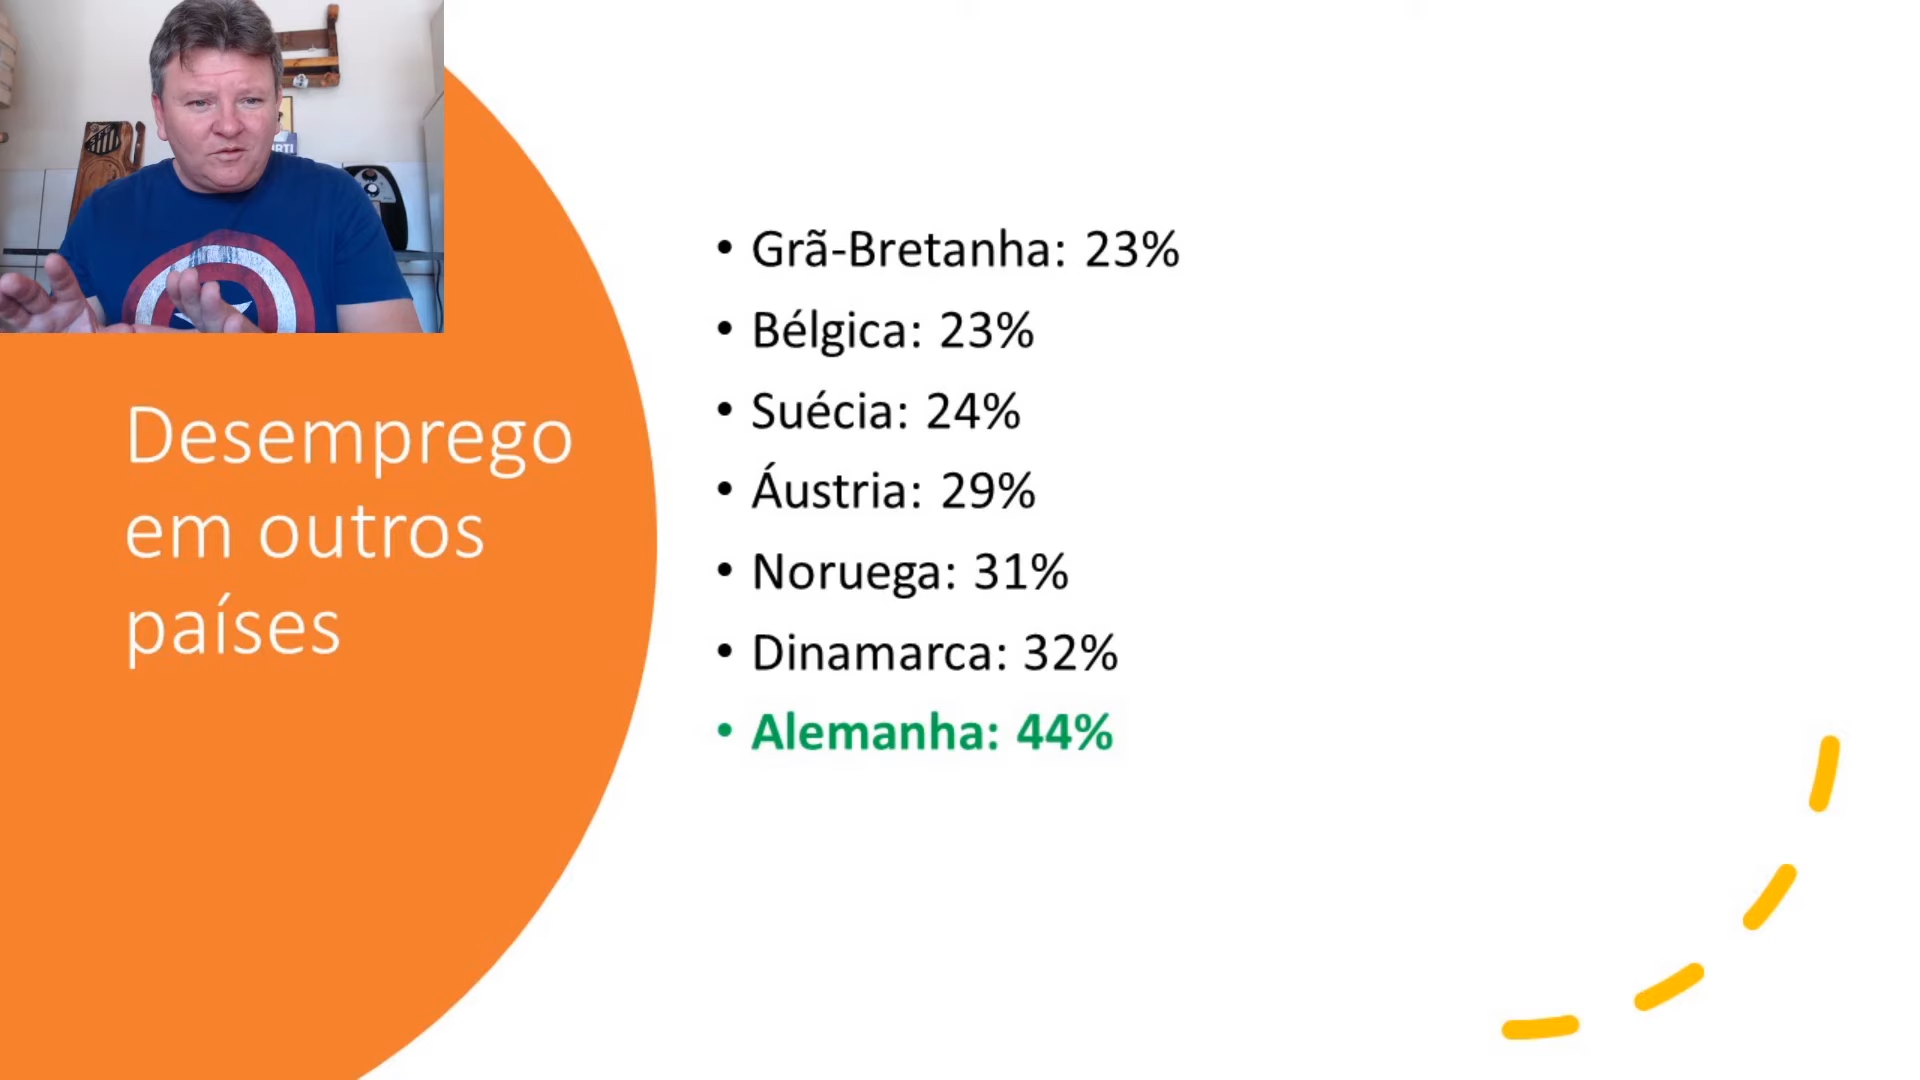 Desemprego
em outros
países
• Grã-Bretanha: 23%
• Bélgica: 23%
• Suécia: 24%
• Áustria: 29%
• Noruega: 31%
• Dinamarca: 32%
• Alemanha: 44%